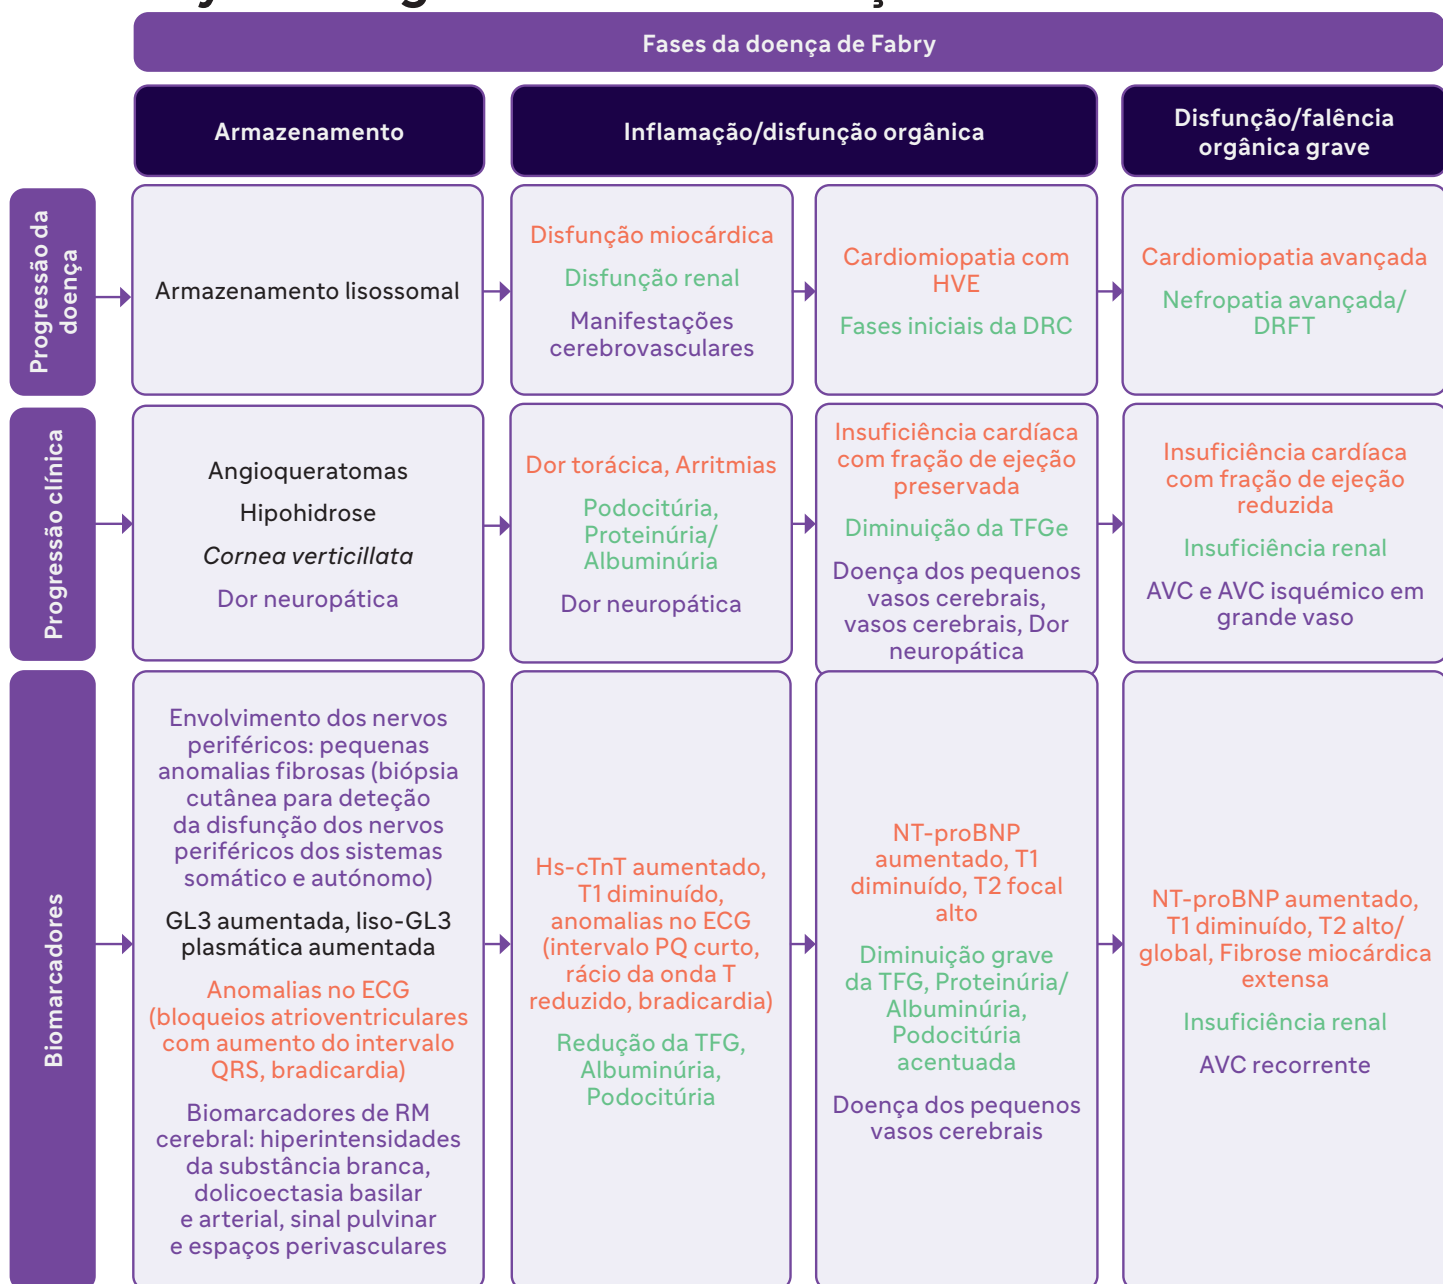 Fases da doença de Fabry
Armazenamento
Inflamação/disfunção orgânica
Disfunção/falência
orgânica grave
Progressão da
doença
Armazenamento lisossomal
Disfunção miocárdica
Disfunção renal
Manifestações
cerebrovasculares
Cardiomiopatia com
HVE
Fases iniciais da DRC
Cardiomiopatia avançada
Nefropatia avançada/
DRFT
Progressão clínica
Angioqueratomas
Hipohidrose
Cornea verticillata
Dor neuropática
Dor torácica, Arritmias
Podocitúria,
Proteinúria/
Albuminúria
Dor neuropática
Insuficiência cardíaca
com fração de ejeção
preservada
Diminuição da TFGe
Doença dos pequenos
vasos cerebrais,
vasos cerebrais, Dor
neuropática
Insuficiência cardíaca
com fração de ejeção
reduzida
Insuficiência renal
AVC e AVC isquémico em
grande vaso
Biomarcadores
Envolvimento dos nervos
periféricos: pequenas
anomalias fibrosas (biópsia
cutânea para deteção
da disfunção dos nervos
periféricos dos sistemas
somático e autónomo)
GL3 aumentada, liso-GL3
plasmática aumentada
Anomalias no ECG
(bloqueios atrioventriculares
com aumento do intervalo
QRS, bradicardia)
Biomarcadores de RM
cerebral: hiperintensidades
da substância branca,
dolicoectasia basilar
e arterial, sinal pulvinar
e espaços perivasculares
Hs-cTnT aumentado,
T1 diminuído,
anomalias no ECG
(intervalo PQ curto,
rácio da onda T
reduzido, bradicardia)
Redução da TFG,
Albuminúria,
Podocitúria
NT-proBNP
aumentado, T1
diminuído, T2 focal
alto
Diminuição grave
da TFG, Proteinúria/
Albuminúria,
Podocitúria
acentuada
Doença dos pequenos
vasos cerebrais
NT-proBNP aumentado,
T1 diminuído, T2 alto/
global, Fibrose miocárdica
extensa
Insuficiência renal
AVC recorrente